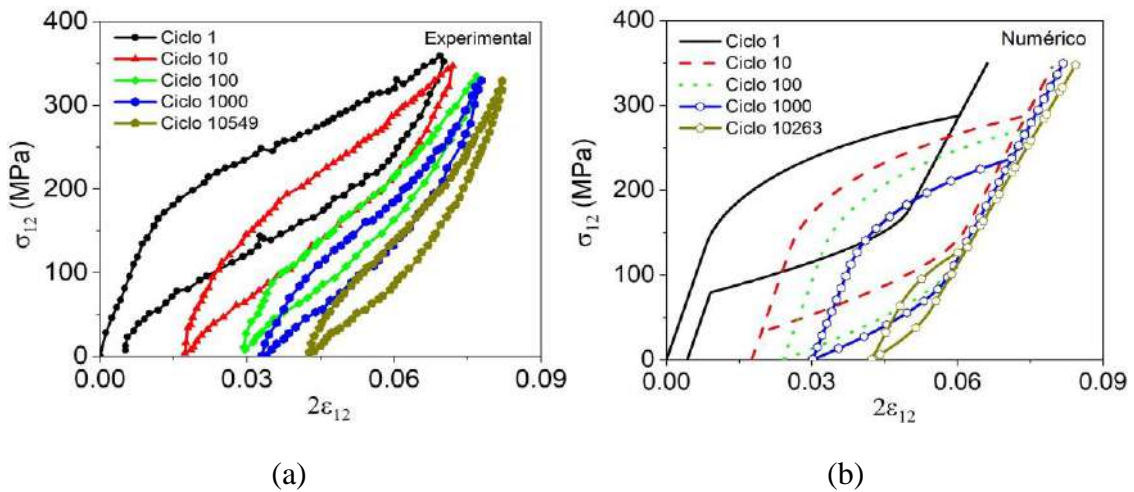 400
300
200
100
0
σ₁₂ (MPa)
Ciclo 1
Ciclo 10
Ciclo 100
Ciclo 1000
Ciclo 10549
Experimental
0.00
0.03
0.06
0.09
2ε₁₂
(a)
400
300
200
100
0
σ₁₂ (MPa)
Ciclo 1
Ciclo 10
Ciclo 100
Ciclo 1000
Ciclo 10263
Numérico
0.00
0.03
0.06
0.09
2ε₁₂
(b)